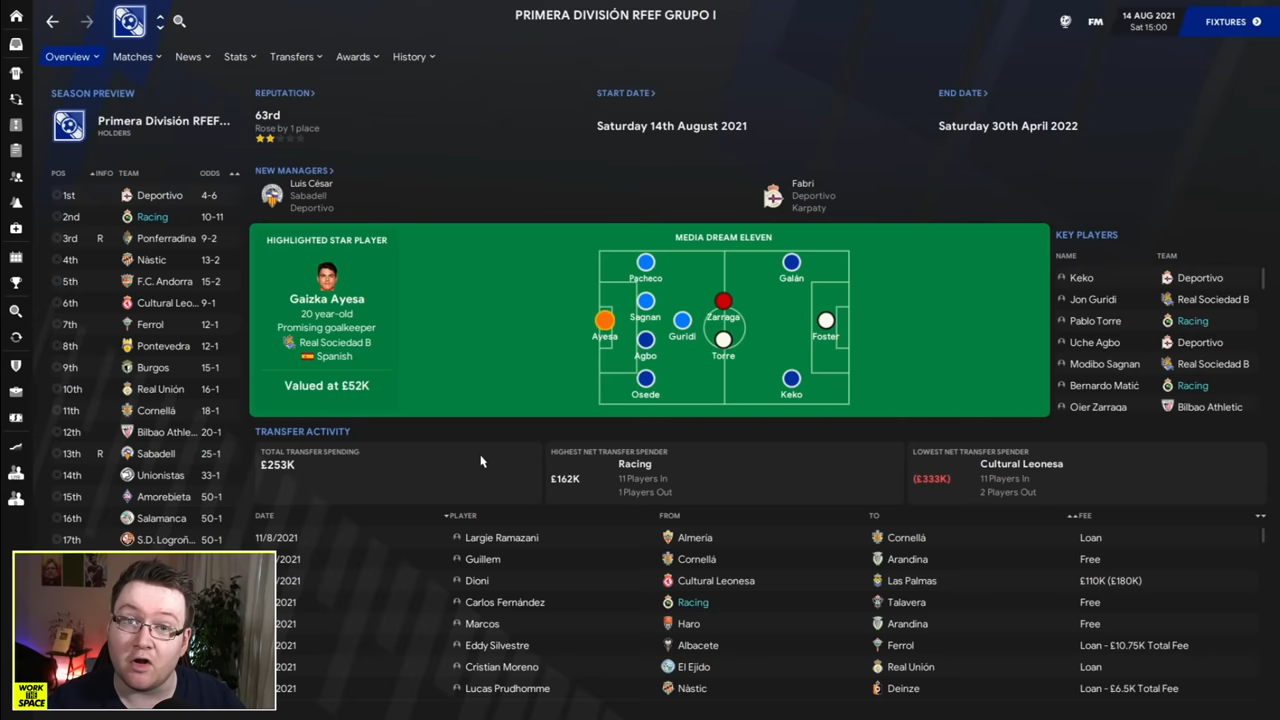 PRIMERA DIVISIÓN RFEF GRUPO I
FM
14 AUG 2021
Sat 15:00
FIXTURES
Overview
Matches
News
Stats
Transfers
Awards
History
SEASON PREVIEW
Primera División RFEF...
HOLDERS
REPUTATION>
63rd
Rose by 1 place
START DATE>
Saturday 14th August 2021
END DATE>
Saturday 30th April 2022
NEW MANAGERS>
Luis César
Sabadell
Deportivo
Fabri
Deportivo
Karpaty
POS INFO TEAM ODDS
1st Deportivo 4-6
2nd Racing 10-11
3rd R Ponferradina 9-2
4th Nàstic 13-2
5th F.C. Andorra 15-2
6th Cultural Leo... 9-1
7th Ferrol 12-1
8th Pontevedra 12-1
9th Burgos 15-1
10th Real Unión 16-1
11th Cornellá 18-1
12th Bilbao Athle... 20-1
13th R Sabadell 25-1
14th Unionistas 33-1
15th Amorebieta 50-1
16th Salamanca 50-1
17th S.D. Logroñ... 50-1
HIGHLIGHTED STAR PLAYER
Gaizka Ayesa
20 year-old
Promising goalkeeper
Real Sociedad B
Spanish
Valued at £52K
MEDIA DREAM ELEVEN
Pacheco
Galán
Sagnan
Zarraga
Ayesa
Guridi
Foster
Agbo
Torre
Osede
Keko
KEY PLAYERS
NAME TEAM
Keko Deportivo
Jon Guridi Real Sociedad B
Pablo Torre Racing
Uche Agbo Deportivo
Modibo Sagnan Real Sociedad B
Bernardo Matić Racing
Oier Zarraga Bilbao Athletic
TRANSFER ACTIVITY
TOTAL TRANSFER SPENDING
£253K
HIGHEST NET TRANSFER SPENDER
£162K
Racing
11 Players In
1 Players Out
LOWEST NET TRANSFER SPENDER
(£333K)
Cultural Leonesa
11 Players In
2 Players Out
DATE PLAYER FROM TO FEE
11/8/2021 Largie Ramazani Almería Cornellá Loan
/2021 Guillem Cornellá Arandina Free
2021 Dioni Cultural Leonesa Las Palmas £110K (£180K)
2021 Carlos Fernández Racing Talavera Free
2021 Marcos Haro Arandina Free
2021 Eddy Silvestre Albacete Ferrol Loan - £10.75K Total Fee
2021 Cristian Moreno El Ejido Real Unión Loan
2021 Lucas Prudhomme Nàstic Deinze Loan - £6.5K Total Fee
WORK
THE
SPACE